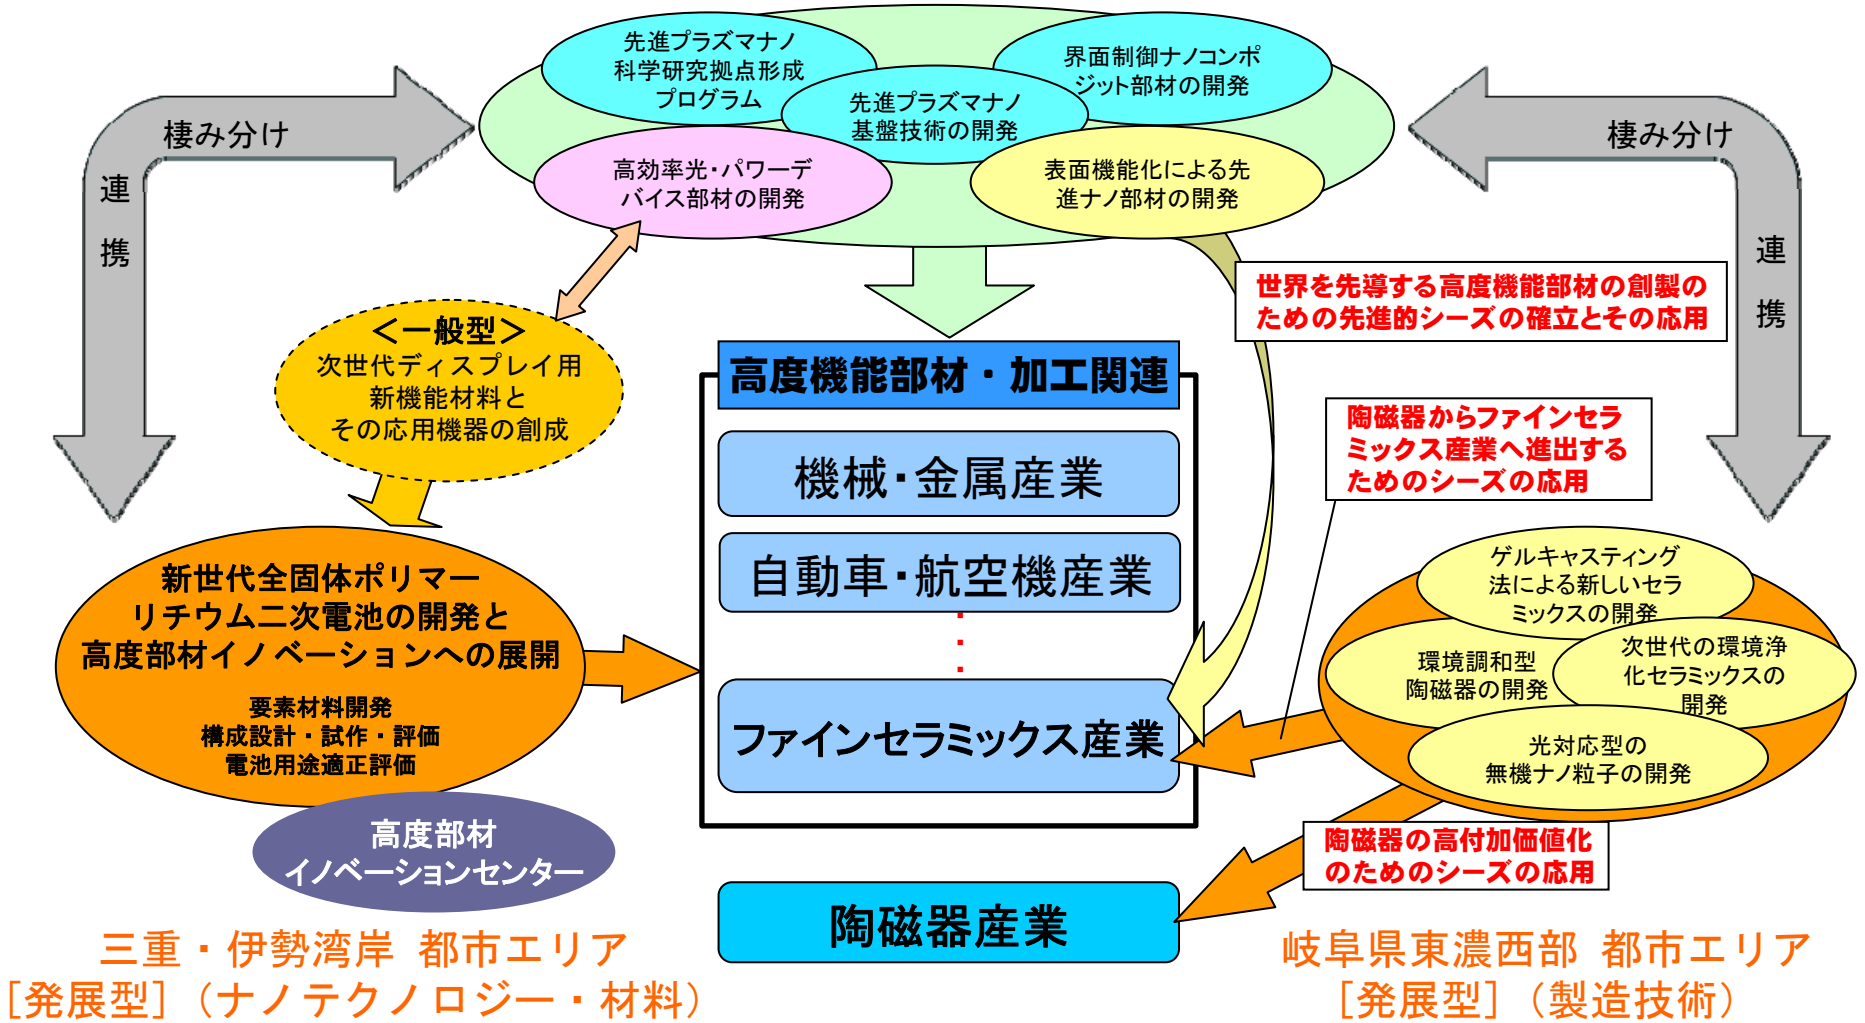 先進プラズマナノ
科学研究拠点形成
プログラム
界面制御ナノコンポ
ジット部材の開発
先進プラズマナノ
基盤技術の開発
高効率光・パワーデ
バイス部材の開発
表面機能化による先
進ナノ部材の開発
棲み分け
連
携
棲み分け
連
携
世界を先導する高度機能部材の創製の
ための先進的シーズの確立とその応用
＜一般型＞
次世代ディスプレイ用
新機能材料と
その応用機器の創成
高度機能部材・加工関連
陶磁器からファインセラ
ミックス産業へ進出する
ためのシーズの応用
機械・金属産業
自動車・航空機産業
ファインセラミックス産業
新世代全固体ポリマー
リチウム二次電池の開発と
高度部材イノベーションへの展開
要素材料開発
構成設計・試作・評価
電池用途適正評価
高度部材
イノベーションセンター
ゲルキャスティング
法による新しいセラ
ミックスの開発
環境調和型
陶磁器の開発
次世代の環境浄
化セラミックスの
開発
光対応型の
無機ナノ粒子の開発
陶磁器の高付加価値化
のためのシーズの応用
陶磁器産業
三重・伊勢湾岸 都市エリア
［発展型］（ナノテクノロジー・材料）
岐阜県東濃西部 都市エリア
［発展型］（製造技術）